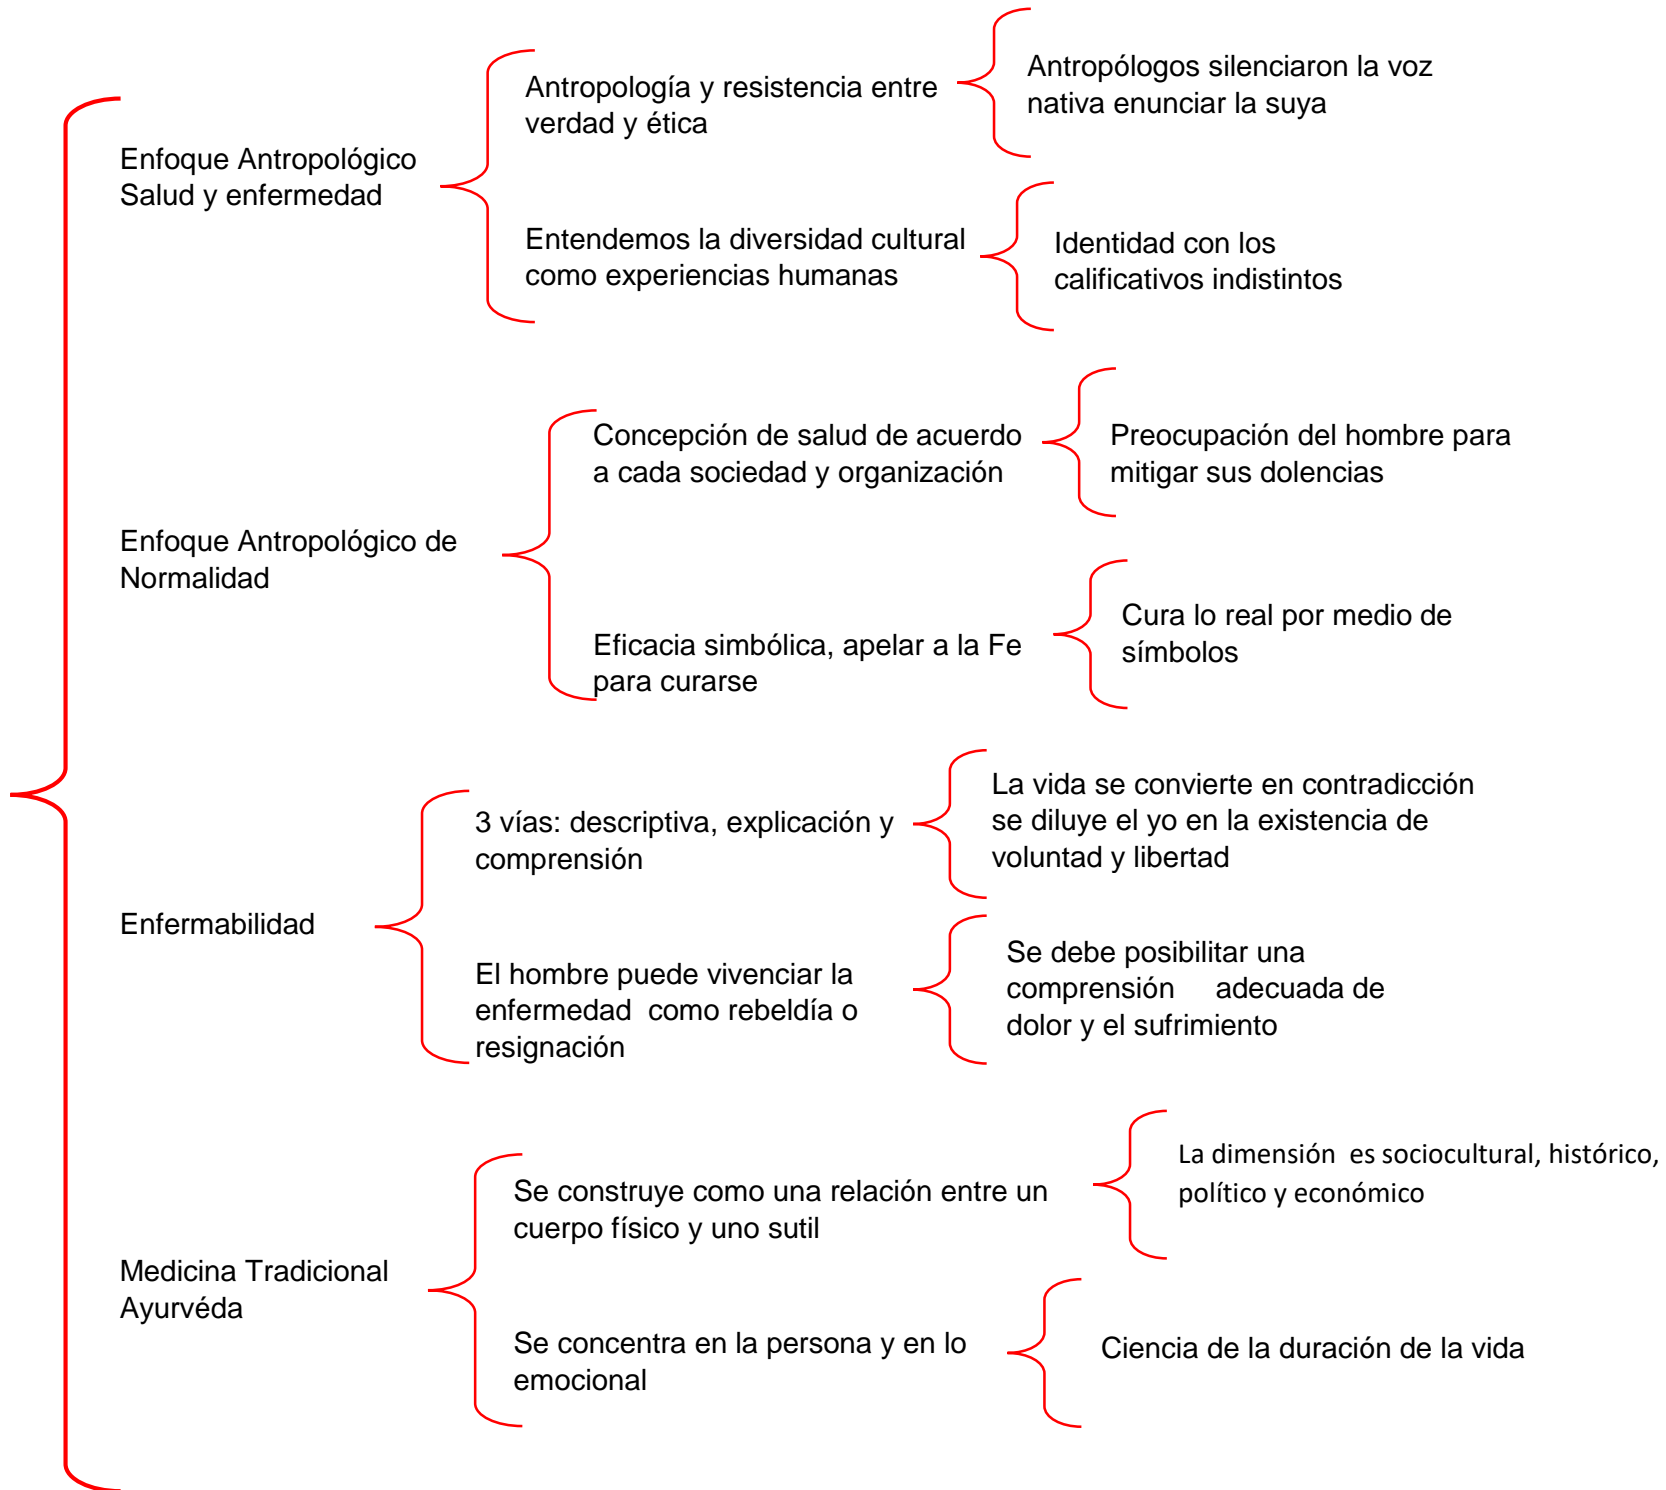 Enfoque Antropológico
Salud y enfermedad
Antropología y resistencia entre
verdad y ética
Antropólogos silenciaron la voz
nativa enunciar la suya
Entendemos la diversidad cultural
como experiencias humanas
Identidad con los
calificativos indistintos
Enfoque Antropológico de
Normalidad
Concepción de salud de acuerdo
a cada sociedad y organización
Preocupación del hombre para
mitigar sus dolencias
Eficacia simbólica, apelar a la Fe
para curarse
Cura lo real por medio de
símbolos
Enfermabilidad
3 vías: descriptiva, explicación y
comprensión
La vida se convierte en contradicción
se diluye el yo en la existencia de
voluntad y libertad
El hombre puede vivenciar la
enfermedad como rebeldía o
resignación
Se debe posibilitar una
comprensión adecuada de
dolor y el sufrimiento
Medicina Tradicional
Ayurvéda
Se construye como una relación entre un
cuerpo físico y uno sutil
La dimensión es sociocultural, histórico,
político y económico
Se concentra en la persona y en lo
emocional
Ciencia de la duración de la vida